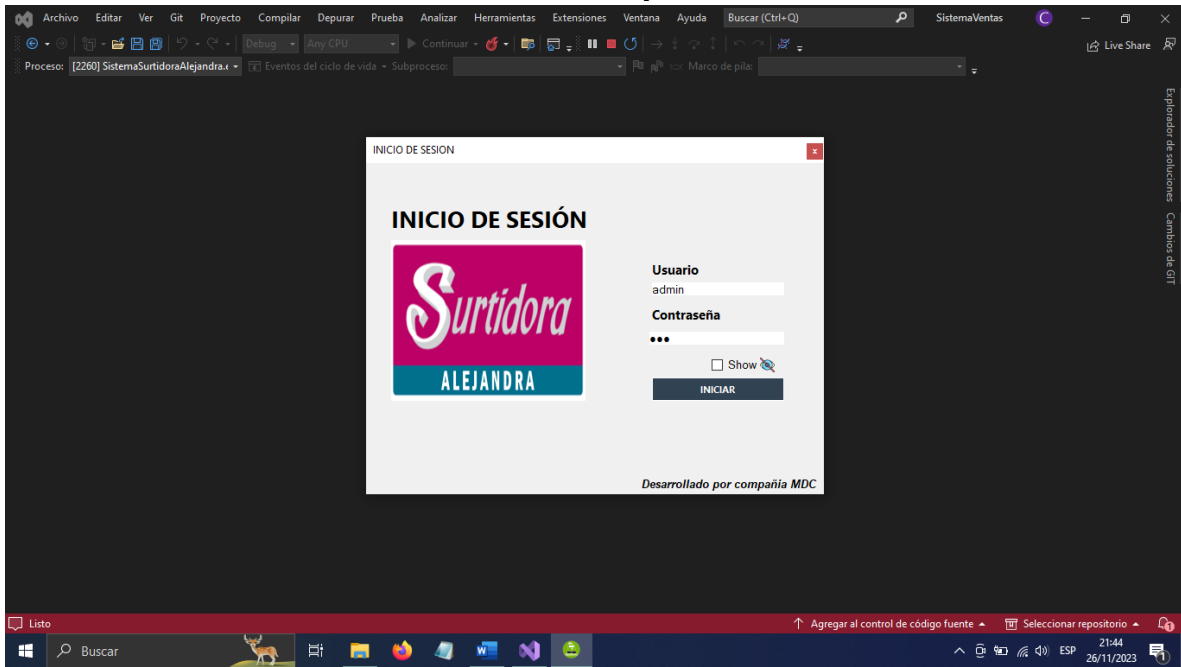 Archivo Editar Ver Git Proyecto Compilar Depurar Prueba Analizar Herramientas Extensiones Ventana Ayuda Buscar (Ctrl+Q) SistemaVentas C
Debug Any CPU Continuar Live Share
Proceso: [2260] SistemaSurtidoraAlejandra.e Eventos del ciclo de vida Subproceso: Marco de pila:
Explorador de soluciones
Cambios de GIT
INICIO DE SESION
x
INICIO DE SESIÓN
Surtidora
ALEJANDRA
Usuario
admin
Contraseña
•••
Show
INICIAR
Desarrollado por compañia MDC
Listo Agregar al control de código fuente Seleccionar repositorio
Buscar ESP 21:44
26/11/2023